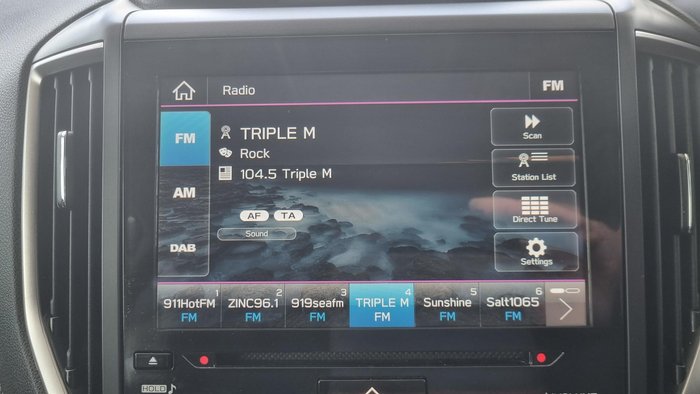 Radio
FM
FM
AM
DAB
TRIPLE M
Rock
104.5 Triple M
AF TA
Sound
Scan
Station List
Direct Tune
Settings
1 2 3 4 5 6
911HotFM ZINC96.1 919seafm TRIPLE M Sunshine Salt1065
FM FM FM FM FM FM
HOLD